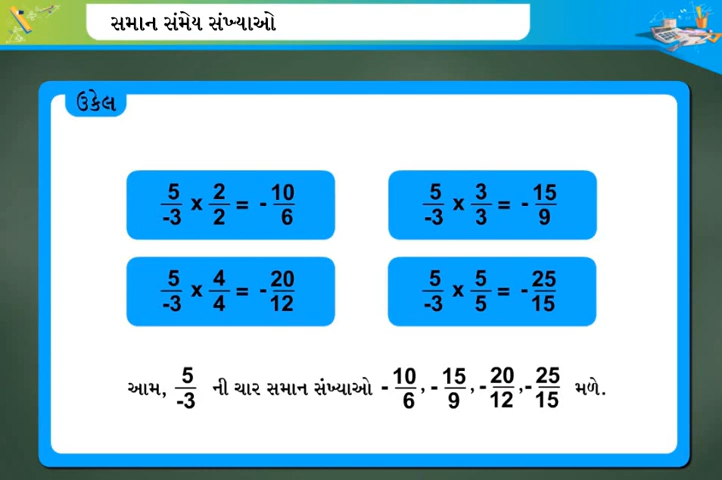 સમાન સંમેય સંખ્યાઓ
ઉકેલ
5/-3 x 2/2 = -10/6
5/-3 x 3/3 = -15/9
5/-3 x 4/4 = -20/12
5/-3 x 5/5 = -25/15
આમ, 5/-3 ની ચાર સમાન સંખ્યાઓ -10/6, -15/9, -20/12, -25/15 મળે.